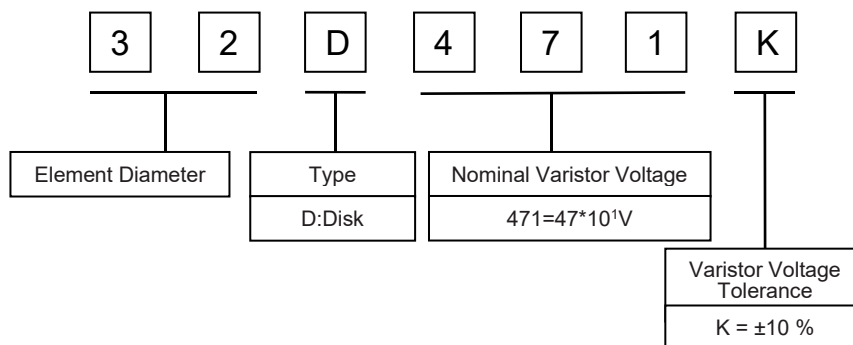 3 2 D 4 7 1 K
Element Diameter
Type
D:Disk
Nominal Varistor Voltage
471=47*10¹V
Varistor Voltage
Tolerance
K = ±10 %